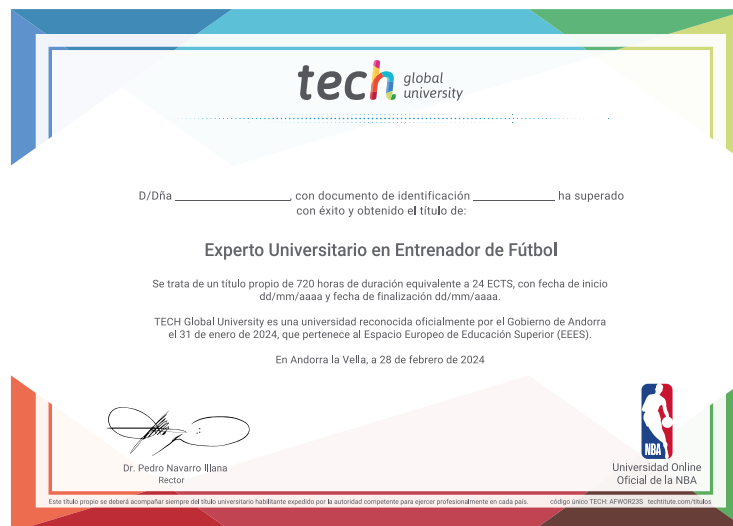 tech global university
D/Dña ____________, con documento de identificación ____________ ha superado
con éxito y obtenido el título de:
Experto Universitario en Entrenador de Fútbol
Se trata de un título propio de 720 horas de duración equivalente a 24 ECTS, con fecha de inicio
dd/mm/aaaa y fecha de finalización dd/mm/aaaa.
TECH Global University es una universidad reconocida oficialmente por el Gobierno de Andorra
el 31 de enero de 2024, que pertenece al Espacio Europeo de Educación Superior (EEES).
En Andorra la Vella, a 28 de febrero de 2024
Dr. Pedro Navarro Illana
Rector
NBA
Universidad Online
Oficial de la NBA
Este título propio se deberá acompañar siempre del título universitario habilitante expedido por la autoridad competente para ejercer profesionalmente en cada país. código único TECH: AFWOR23S techtitute.com/titulos